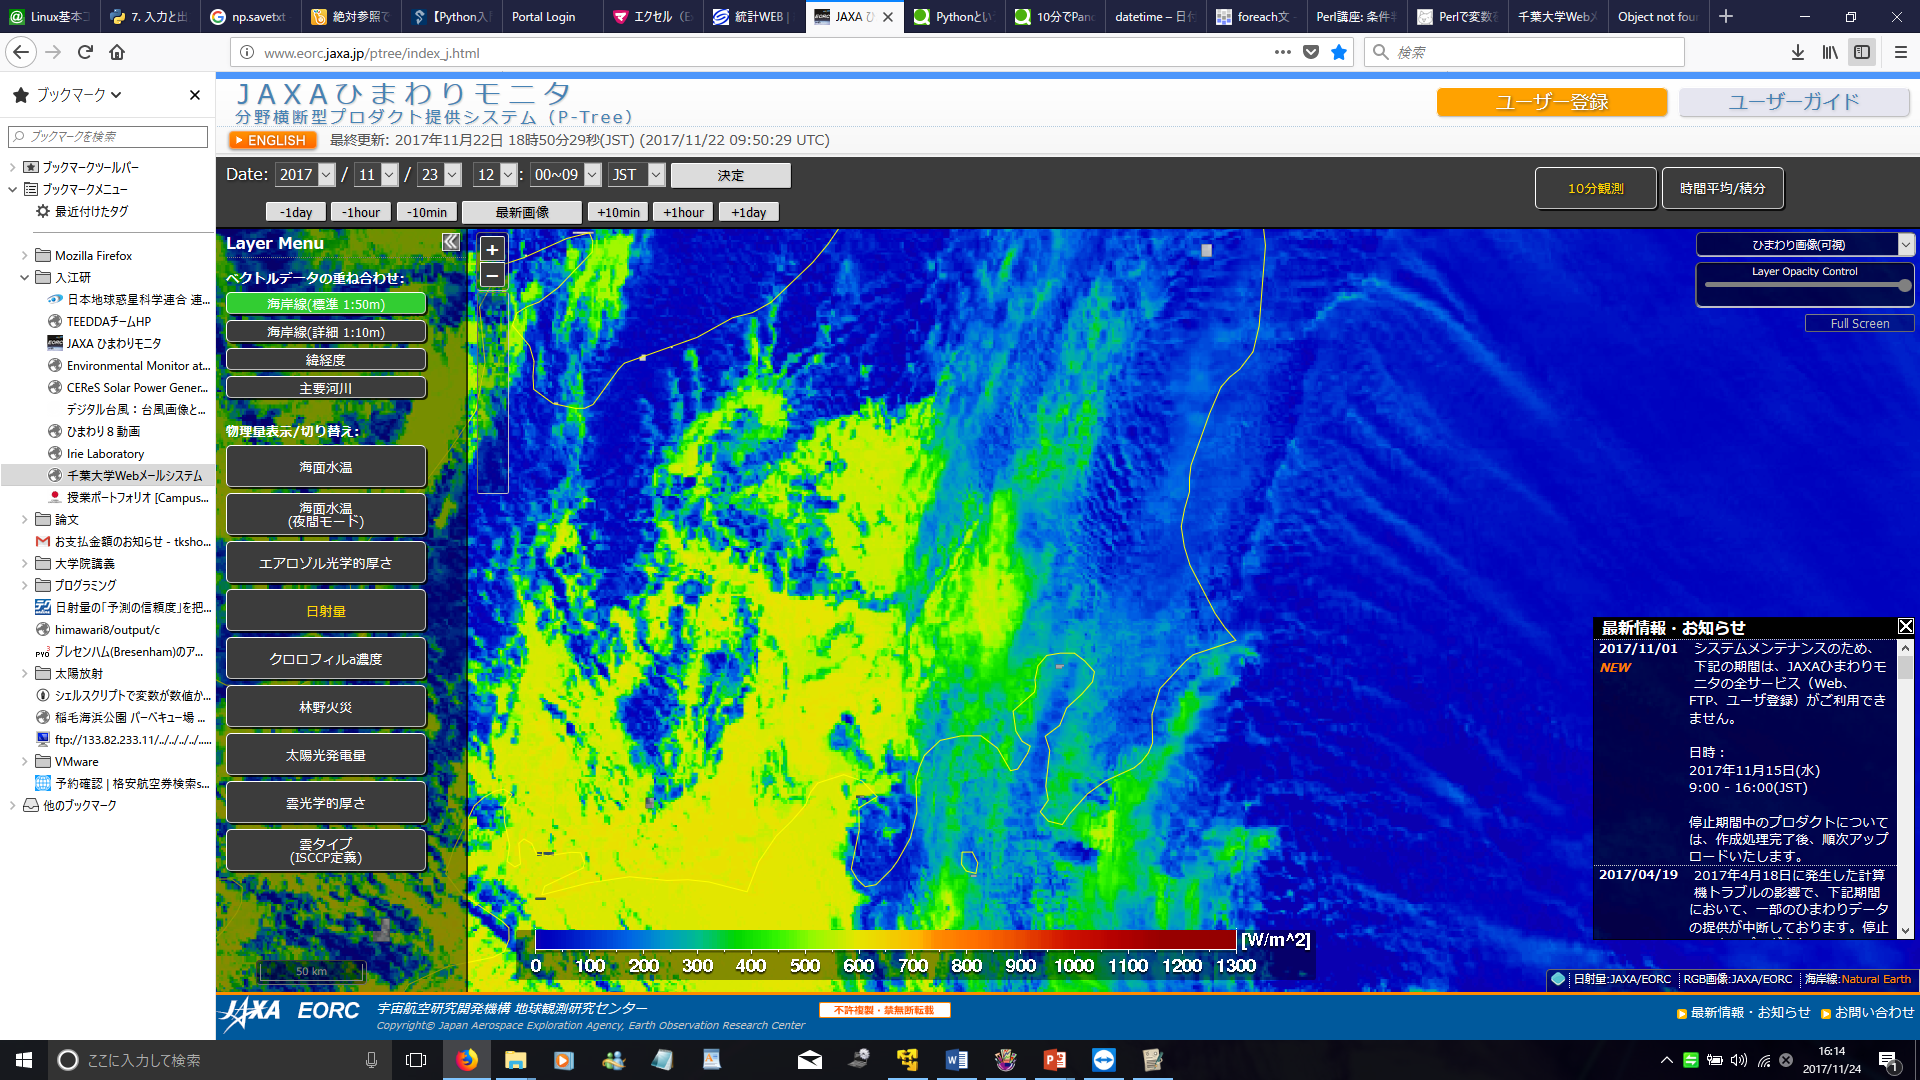 Linux基本コ
7. 入力と出
np.savetxt
絶対参照で
【Python入
Portal Login
エクセル（E
統計WEB |
JAXA ひ
Pythonとい
10分でPan
datetime – 日付
foreach文
Perl講座: 条件
Perlで変数を
千葉大学Webメ
Object not foun
www.eorc.jaxa.jp/ptree/index_j.html
検索
ブックマーク
ブックマークを検索
ブックマークツールバー
ブックマークメニュー
最近付けたタグ
Mozilla Firefox
入江研
日本地球惑星科学連合 連...
TEEDDAチームHP
JAXA ひまわりモニタ
Environmental Monitor at...
CEReS Solar Power Gener...
デジタル台風：台風画像と...
ひまわり８動画
Irie Laboratory
千葉大学Webメールシステム
授業ポートフォリオ [Campus...
論文
お支払金額のお知らせ - tksho...
大学院講義
プログラミング
日射量の「予測の信頼度」を把...
himawari8/output/c
ブレゼンハム(Bresenham)のア...
太陽放射
シェルスクリプトで変数が数値か...
稲毛海浜公園 バーベキュー場 ...
ftp://133.82.233.11/../../../../.....
VMware
予約確認 | 格安航空券検索s...
他のブックマーク
JAXAひまわりモニタ
分野横断型プロダクト提供システム（P-Tree）
ユーザー登録
ユーザーガイド
ENGLISH
最終更新: 2017年11月22日 18時50分29秒(JST) (2017/11/22 09:50:29 UTC)
Date: 2017 / 11 / 23 12 : 00~09 JST 決定
-1day -1hour -10min 最新画像 +10min +1hour +1day
10分観測
時間平均/積分
Layer Menu
ベクトルデータの重ね合わせ:
海岸線(標準 1:50m)
海岸線(詳細 1:10m)
緯経度
主要河川
物理量表示/切り替え:
海面水温
海面水温
(夜間モード)
エアロゾル光学的厚さ
日射量
クロロフィルa濃度
林野火災
太陽光発電量
雲光学的厚さ
雲タイプ
(ISCCP定義)
50 km
+
−
ひまわり画像(可視)
Layer Opacity Control
Full Screen
最新情報・お知らせ
2017/11/01 システムメンテナンスのため、
NEW 下記の期間は、JAXAひまわりモ
ニタの全サービス（Web、
FTP、ユーザ登録）がご利用でき
ません。
日時：
2017年11月15日(水)
9:00 - 16:00(JST)
停止期間中のプロダクトについて
は、作成処理完了後、順次アップ
ロードいたします。
2017/04/19 2017年4月18日に発生した計算
機トラブルの影響で、下記期間
において、一部のひまわりデータ
の提供が中断しております。停止
[W/m^2]
0 100 200 300 400 500 600 700 800 900 1000 1100 1200 1300
日射量:JAXA/EORC
RGB画像:JAXA/EORC
海岸線:Natural Earth
JAXA EORC
宇宙航空研究開発機構 地球観測研究センター
Copyright© Japan Aerospace Exploration Agency, Earth Observation Research Center
不許複製・禁無断転載
最新情報・お知らせ
お問い合わせ
ここに入力して検索
16:14
2017/11/24
1